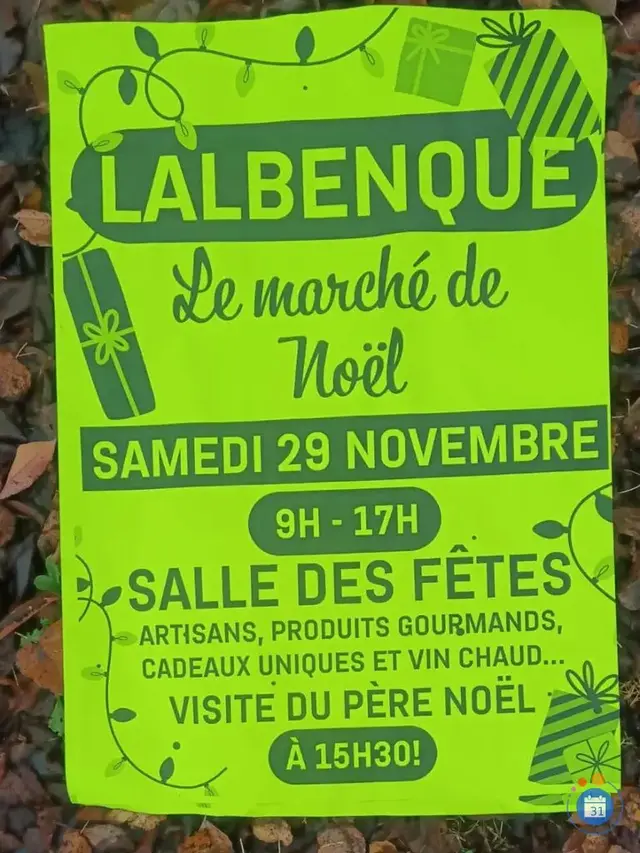 LALBENQUE
Le marché de
Noël
SAMEDI 29 NOVEMBRE
9H - 17H
SALLE DES FÊTES
ARTISANS, PRODUITS GOURMANDS,
CADEAUX UNIQUES ET VIN CHAUD...
VISITE DU PÈRE NOËL
À 15H30!
31